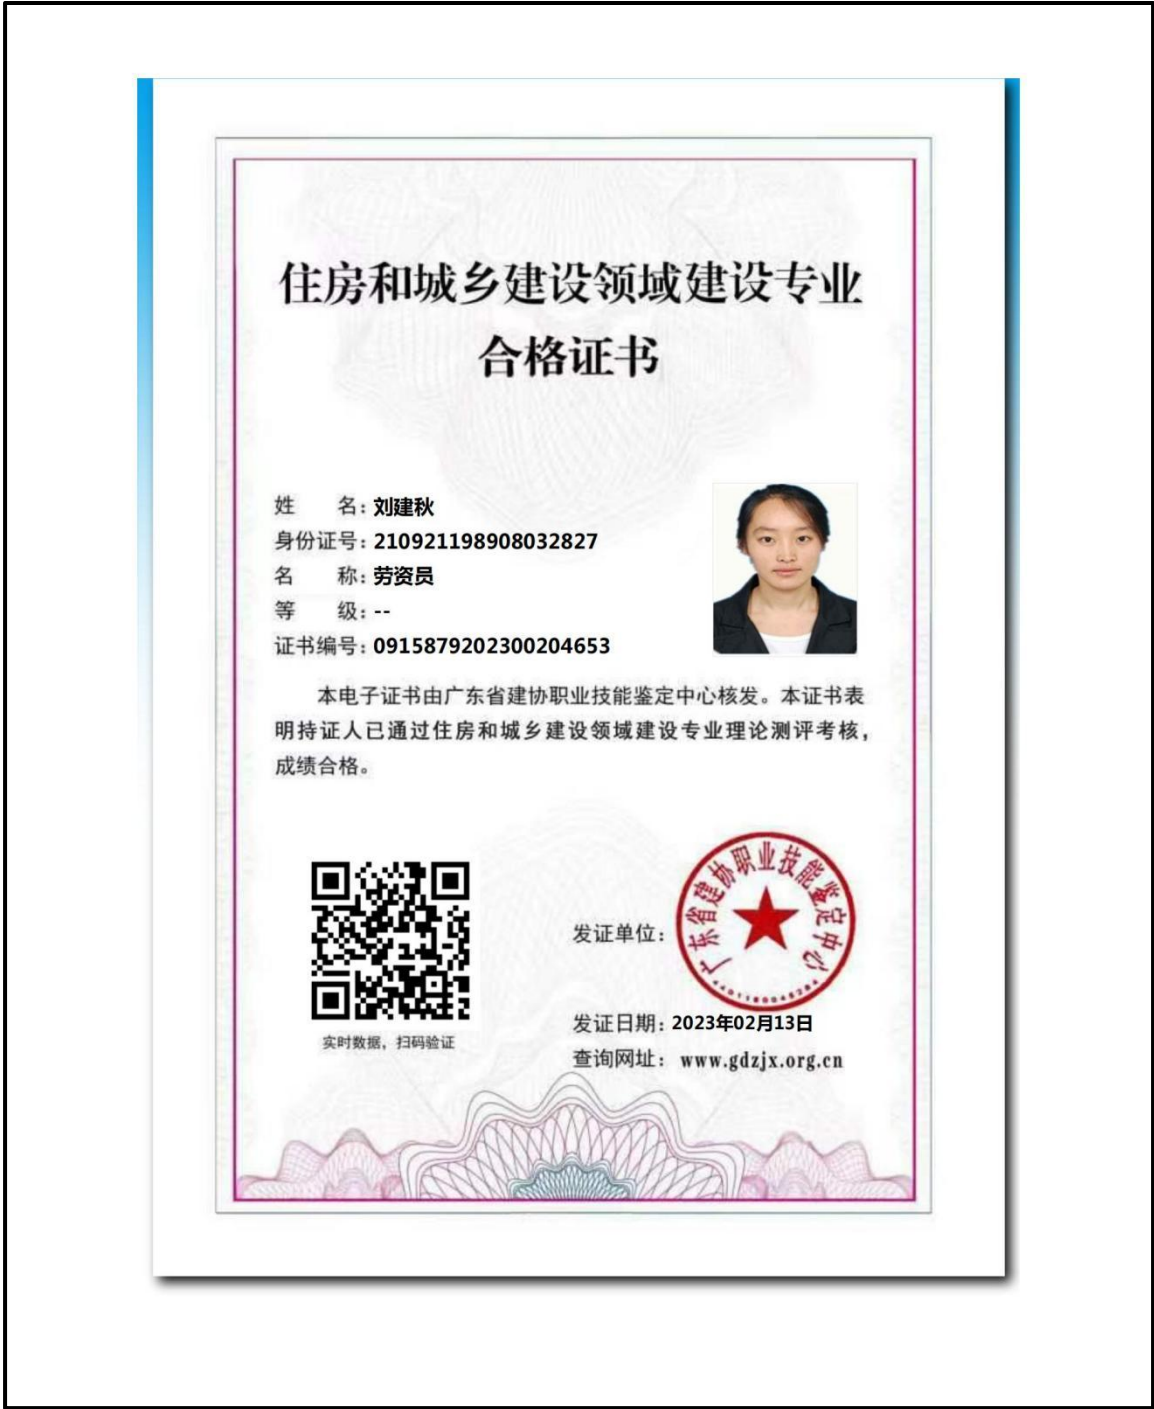 住房和城乡建设领域建设专业
合格证书
姓 名：刘建秋
身份证号：210921198908032827
名 称：劳资员
等 级：--
证书编号：0915879202300204653
本电子证书由广东省建协职业技能鉴定中心核发。本证书表
明持证人已通过住房和城乡建设领域建设专业理论测评考核，
成绩合格。
广东省建协职业技能鉴定中心
发证单位：
发证日期：2023年02月13日
实时数据，扫码验证
查询网址：www.gdzjx.org.cn